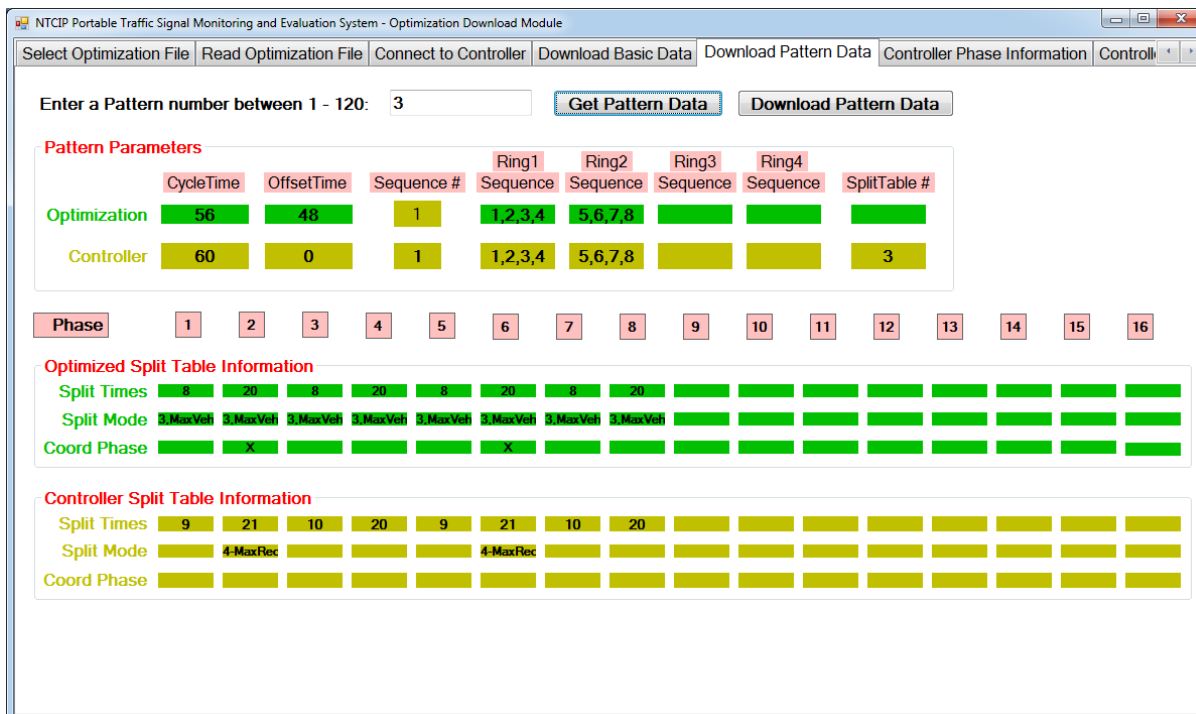 NTCIP Portable Traffic Signal Monitoring and Evaluation System - Optimization Download Module
Select Optimization File Read Optimization File Connect to Controller Download Basic Data Download Pattern Data Controller Phase Information Controll
Enter a Pattern number between 1 - 120: 3 Get Pattern Data Download Pattern Data
Pattern Parameters
Ring1 Ring2 Ring3 Ring4
CycleTime OffsetTime Sequence # Sequence Sequence Sequence Sequence SplitTable #
Optimization 56 48 1 1,2,3,4 5,6,7,8
Controller 60 0 1 1,2,3,4 5,6,7,8 3
Phase 1 2 3 4 5 6 7 8 9 10 11 12 13 14 15 16
Optimized Split Table Information
Split Times 8 20 8 20 8 20 8 20
Split Mode 3.MaxVeh 3.MaxVeh 3.MaxVeh 3.MaxVeh 3.MaxVeh 3.MaxVeh 3.MaxVeh 3.MaxVeh
Coord Phase X X
Controller Split Table Information
Split Times 9 21 10 20 9 21 10 20
Split Mode 4-MaxRec 4-MaxRec
Coord Phase